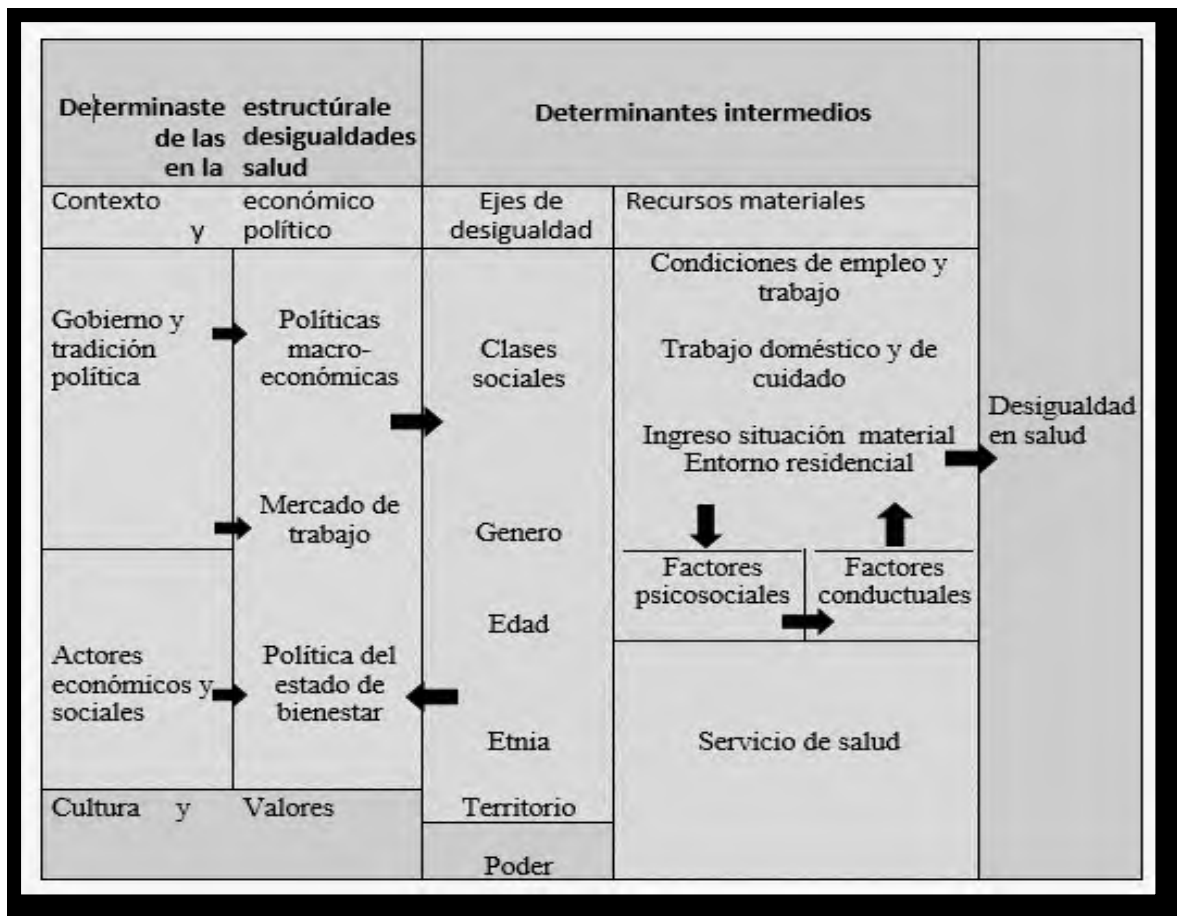 Determinaste estructúrale
de las desigualdades
en la salud
Determinantes intermedios
Contexto económico
y político
Ejes de
desigualdad
Recursos materiales
Gobierno y
tradición
política
Actores
económicos y
sociales
Políticas
macro-
económicas
Mercado de
trabajo
Política del
estado de
bienestar
Cultura y Valores
Clases
sociales
Genero
Edad
Etnia
Territorio
Poder
Condiciones de empleo y
trabajo
Trabajo doméstico y de
cuidado
Ingreso situación material
Entorno residencial
Factores
psicosociales
Factores
conductuales
Servicio de salud
Desigualdad
en salud